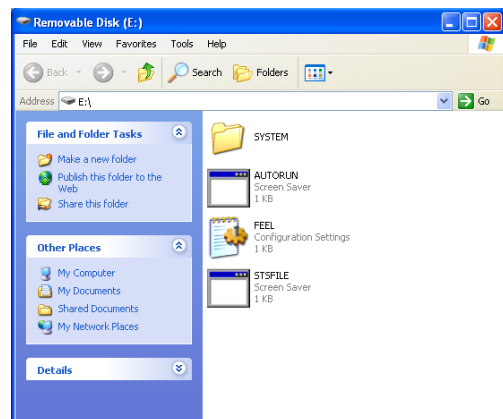 Removable Disk (E:)
File Edit View Favorites Tools Help
Back Search Folders
Address E:\ Go
File and Folder Tasks
Make a new folder
Publish this folder to the
Web
Share this folder
Other Places
My Computer
My Documents
Shared Documents
My Network Places
Details
SYSTEM
AUTORUN
Screen Saver
1 KB
FEEL
Configuration Settings
1 KB
STSFILE
Screen Saver
1 KB